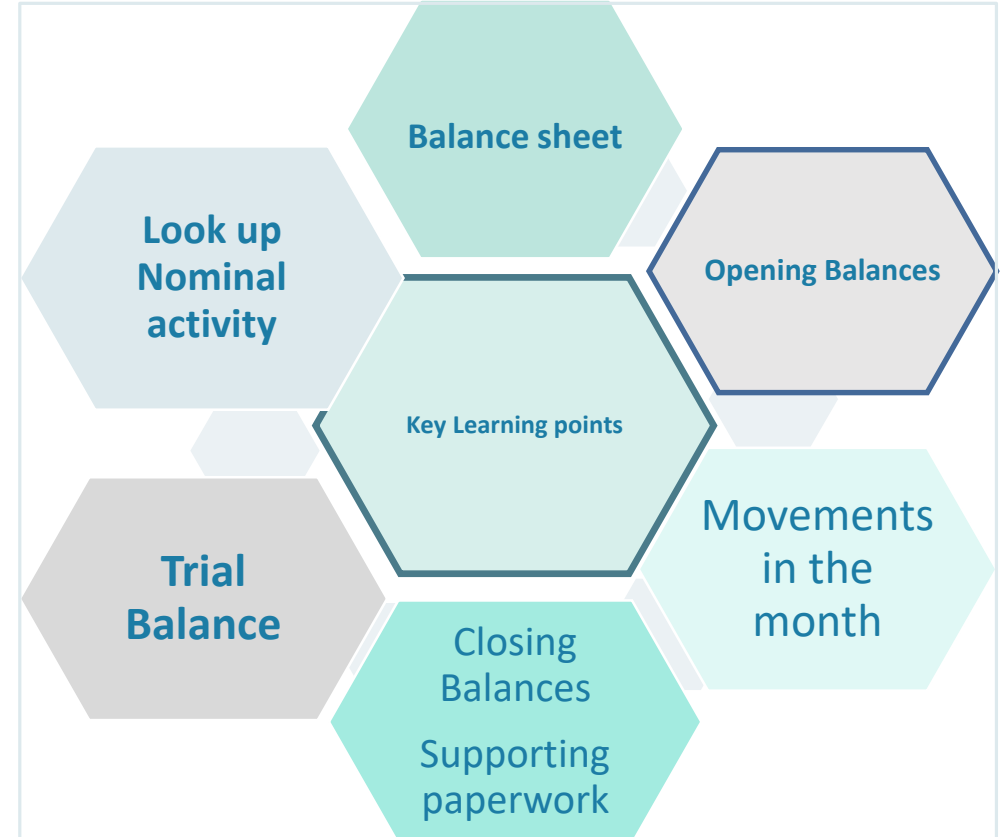 Balance sheet
Opening Balances
Look up
Nominal
activity
Key Learning points
Movements
in the
month
Trial
Balance
Closing
Balances
Supporting
paperwork